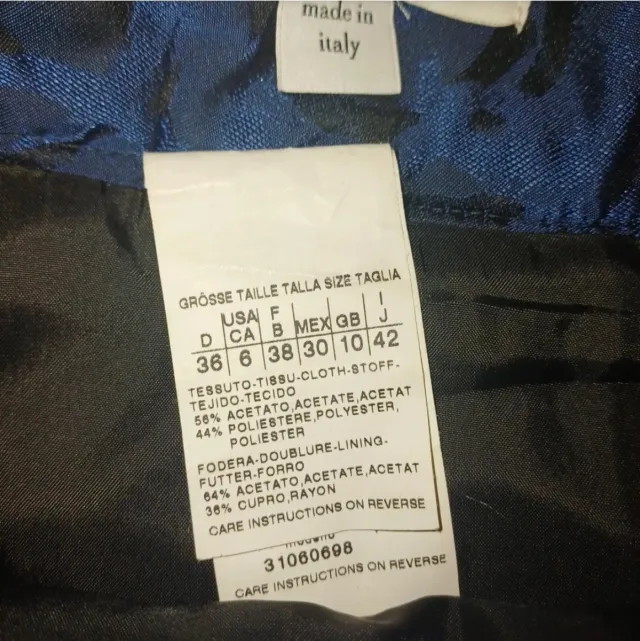 made in
italy
GRÖSSE TAILLE TALLA SIZE TAGLIA
D USA CA F B MEX GB I J
36 6 38 30 10 42
TESSUTO-TISSU-CLOTH-STOFF-
TEJIDO-TECIDO
56% ACETATO,ACETATE,ACETAT
44% POLIESTERE,POLYESTER,
POLIESTER
FODERA-DOUBLURE-LINING-
FUTTER-FORRO
64% ACETATO,ACETATE,ACETAT
36% CUPRO,RAYON
CARE INSTRUCTIONS ON REVERSE
31060698
CARE INSTRUCTIONS ON REVERSE